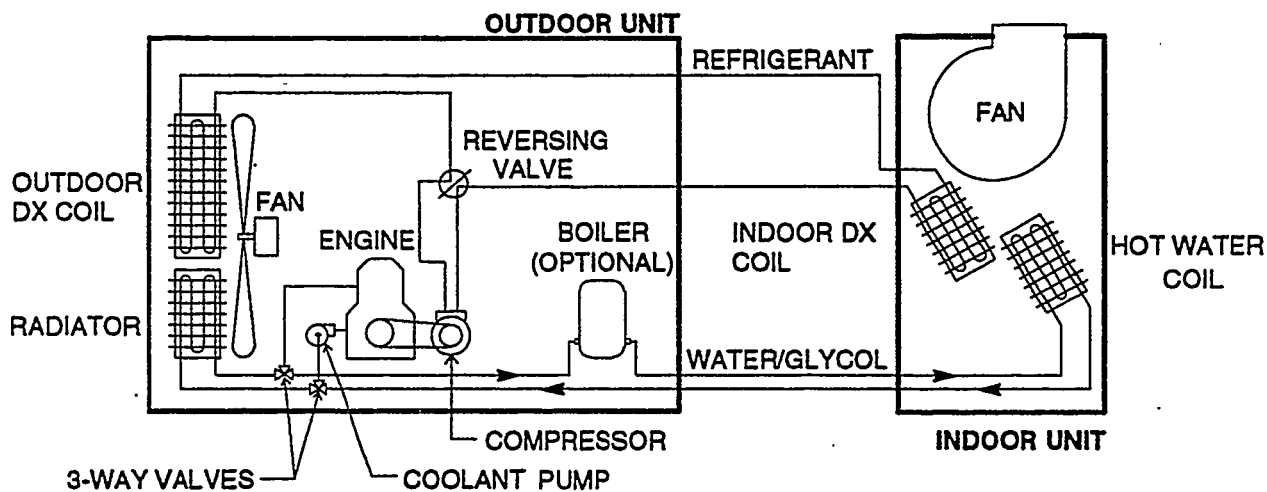 OUTDOOR UNIT
REFRIGERANT
FAN
REVERSING
VALVE
OUTDOOR
DX COIL
FAN
ENGINE
BOILER
(OPTIONAL)
INDOOR DX
COIL
HOT WATER
COIL
RADIATOR
WATER/GLYCOL
COMPRESSOR
INDOOR UNIT
3-WAY VALVES
COOLANT PUMP